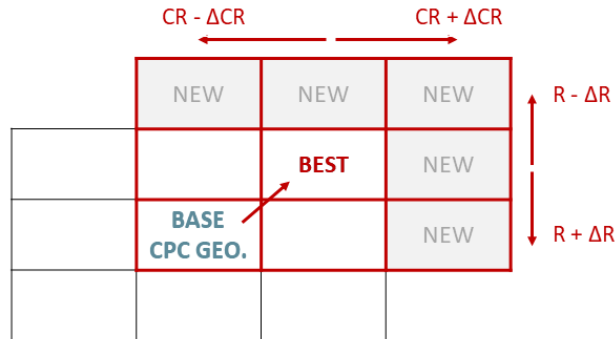 CR - ΔCR CR + ΔCR
NEW NEW NEW R - ΔR
BEST NEW
BASE
CPC GEO. NEW R + ΔR